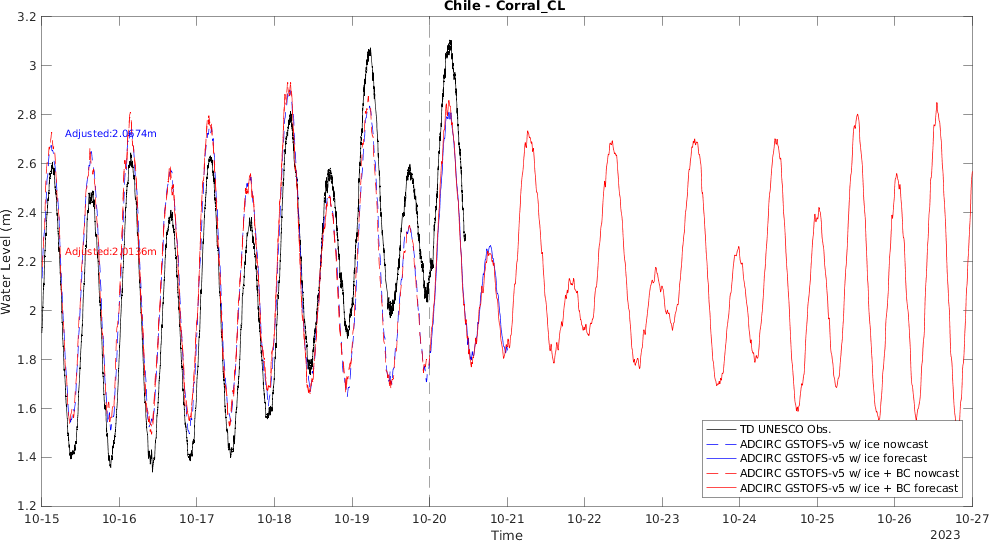 Chile - Corral_CL
3.2
3
2.8
2.6
2.4
2.2
2
1.8
1.6
1.4
1.2
Water Level (m)
Adjusted:2.0674m
Adjusted:2.0136m
TD UNESCO Obs.
ADCIRC GSTOFS-v5 w/ ice nowcast
ADCIRC GSTOFS-v5 w/ ice forecast
ADCIRC GSTOFS-v5 w/ ice + BC nowcast
ADCIRC GSTOFS-v5 w/ ice + BC forecast
10-15 10-16 10-17 10-18 10-19 10-20 10-21 10-22 10-23 10-24 10-25 10-26 10-27
Time
2023